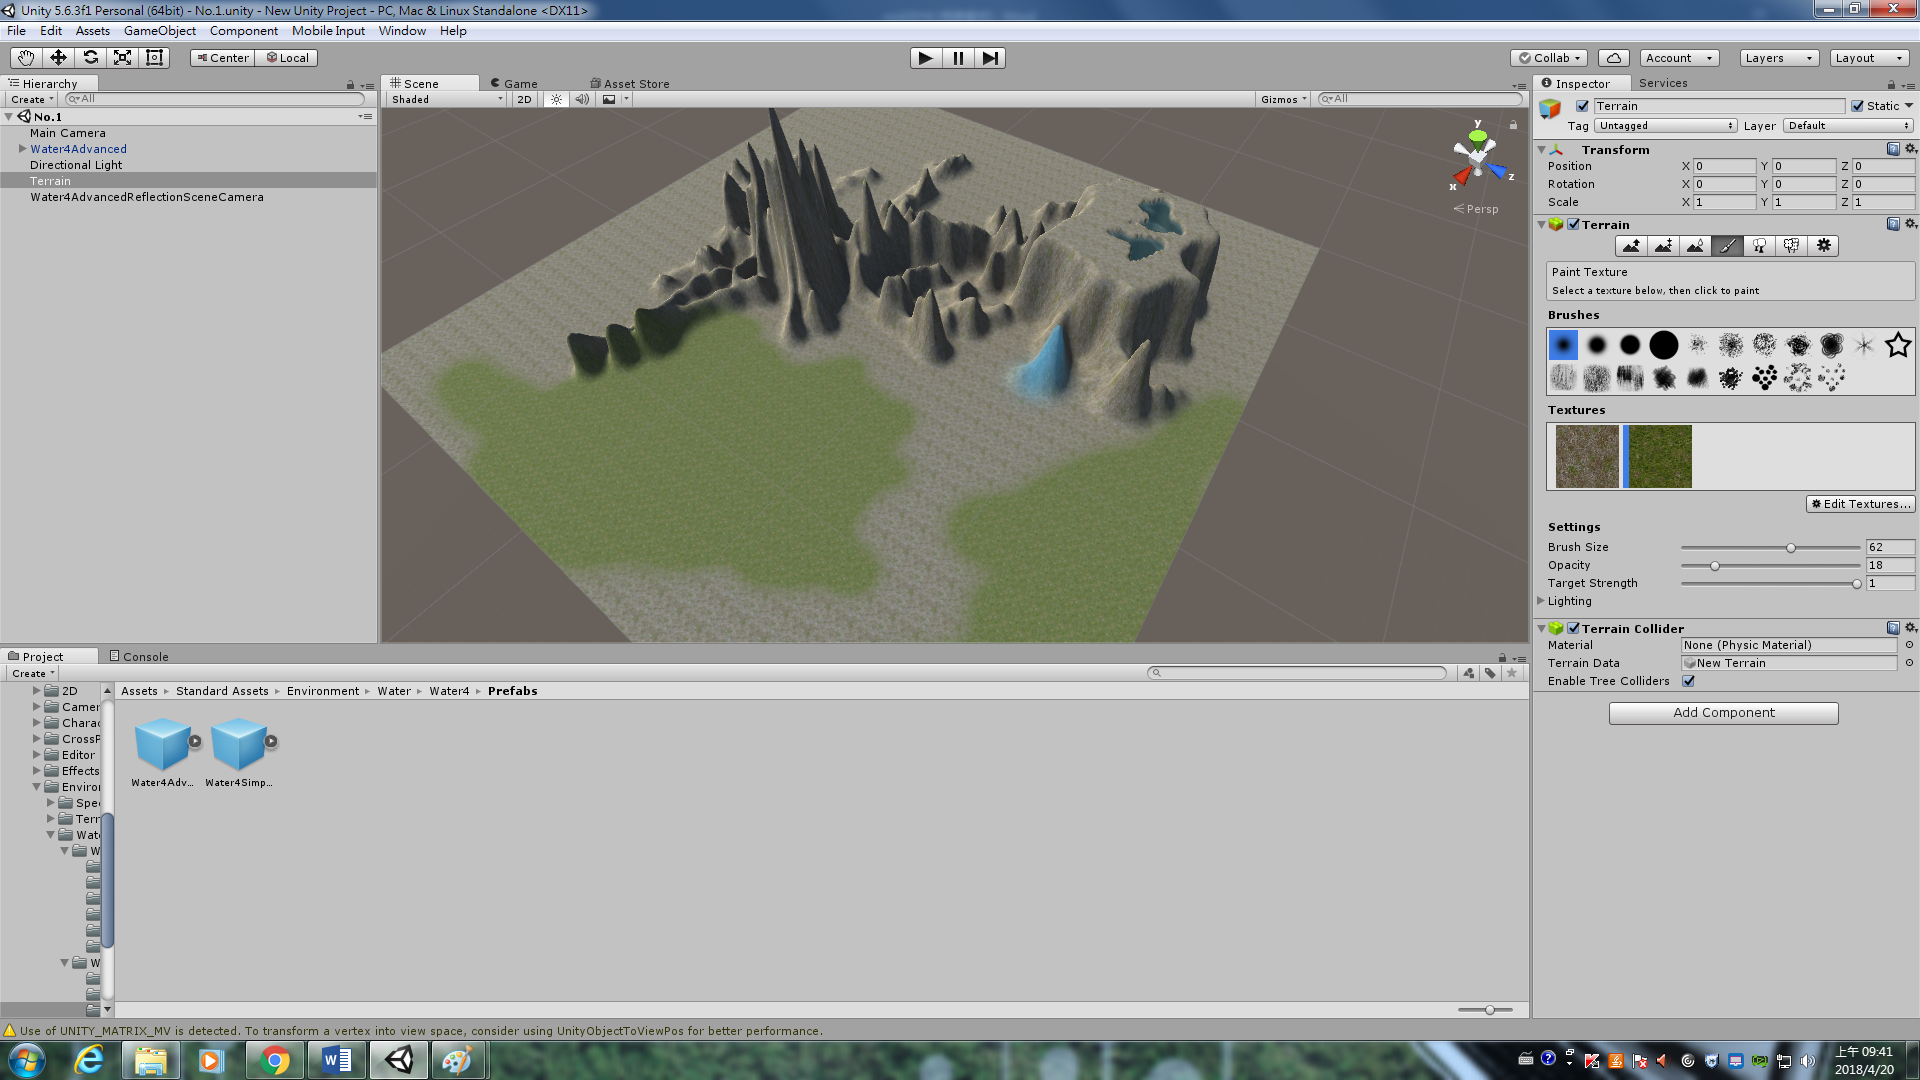 Unity 5.6.3f1 Personal (64bit) - No.1.unity - New Unity Project - PC, Mac & Linux Standalone <DX11>
File Edit Assets GameObject Component Mobile Input Window Help
Center Local
Collab Account Layers Layout
Hierarchy
Create All
No.1
Main Camera
Water4Advanced
Directional Light
Terrain
Water4AdvancedReflectionSceneCamera
Scene Game Asset Store
Shaded 2D Gizmos All
y
x
z
Persp
Inspector Services
Terrain Static
Tag Untagged Layer Default
Transform
Position X 0 Y 0 Z 0
Rotation X 0 Y 0 Z 0
Scale X 1 Y 1 Z 1
Terrain
Paint Texture
Select a texture below, then click to paint
Brushes
Textures
Edit Textures...
Settings
Brush Size 62
Opacity 18
Target Strength 1
Lighting
Terrain Collider
Material None (Physic Material)
Terrain Data New Terrain
Enable Tree Colliders
Add Component
Project Console
Create
2D
Camer
Charac
CrossP
Editor
Effects
Enviror
Spec
Terr
Wate
W
W
Assets Standard Assets Environment Water Water4 Prefabs
Water4Adv... Water4Simp...
Use of UNITY_MATRIX_MV is detected. To transform a vertex into view space, consider using UnityObjectToViewPos for better performance.
上午 09:41
2018/4/20